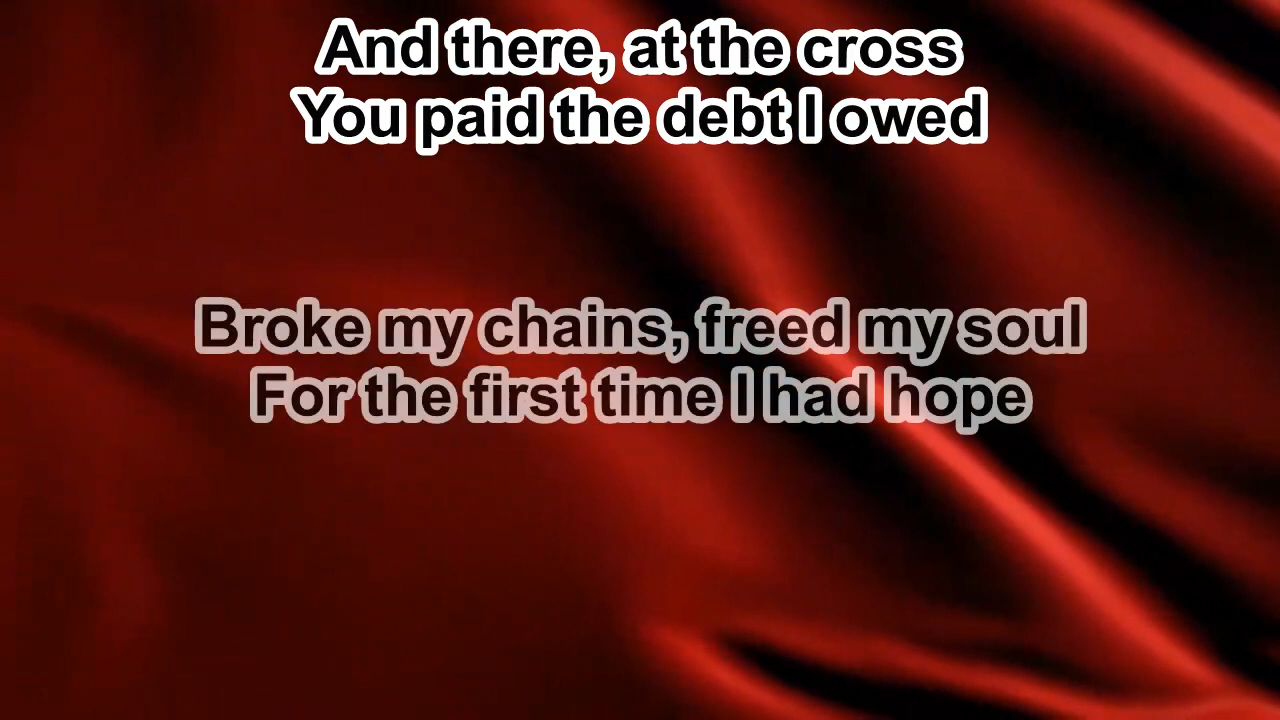 And there, at the cross
You paid the debt I owed
Broke my chains, freed my soul
For the first time I had hope